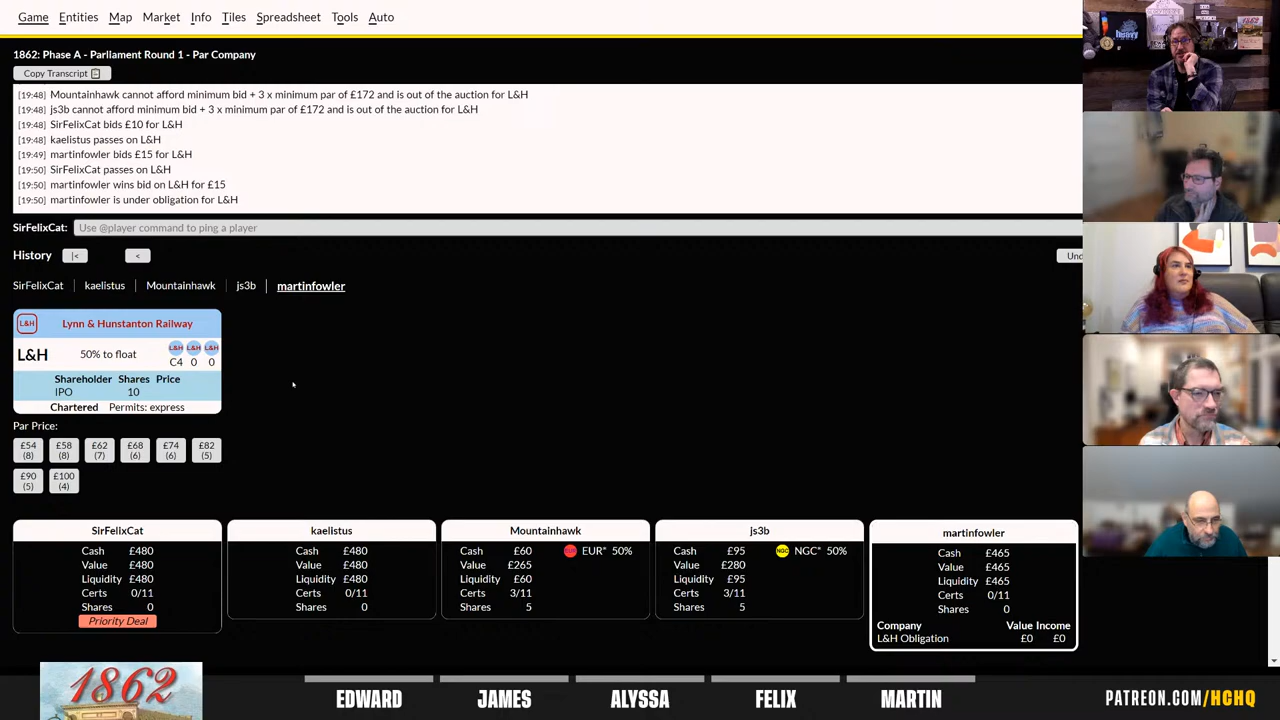 Game Entities Map Market Info Tiles Spreadsheet Tools Auto
1862: Phase A - Parliament Round 1 - Par Company
Copy Transcript
[19:48] Mountainhawk cannot afford minimum bid + 3 x minimum par of £172 and is out of the auction for L&H
[19:48] js3b cannot afford minimum bid + 3 x minimum par of £172 and is out of the auction for L&H
[19:48] SirFelixCat bids £10 for L&H
[19:48] kaelistus passes on L&H
[19:49] martinfowler bids £15 for L&H
[19:50] SirFelixCat passes on L&H
[19:50] martinfowler wins bid on L&H for £15
[19:50] martinfowler is under obligation for L&H
SirFelixCat: Use @player command to ping a player
History |< < Und
SirFelixCat kaelistus Mountainhawk js3b martinfowler
L&H Lynn & Hunstanton Railway
L&H 50% to float L&H L&H L&H
C4 0 0
Shareholder Shares Price
IPO 10
Chartered Permits: express
Par Price:
£54 £58 £62 £68 £74 £82
(8) (8) (7) (6) (6) (5)
£90 £100
(5) (4)
SirFelixCat
Cash £480
Value £480
Liquidity £480
Certs 0/11
Shares 0
Priority Deal
kaelistus
Cash £480
Value £480
Liquidity £480
Certs 0/11
Shares 0
Mountainhawk
Cash £60 EUR* 50%
Value £265
Liquidity £60
Certs 3/11
Shares 5
js3b
Cash £95 NGC NGC* 50%
Value £280
Liquidity £95
Certs 3/11
Shares 5
martinfowler
Cash £465
Value £465
Liquidity £465
Certs 0/11
Shares 0
Company Value Income
L&H Obligation £0 £0
1862
EDWARD JAMES ALYSSA FELIX MARTIN
PATREON.COM/HCHQ